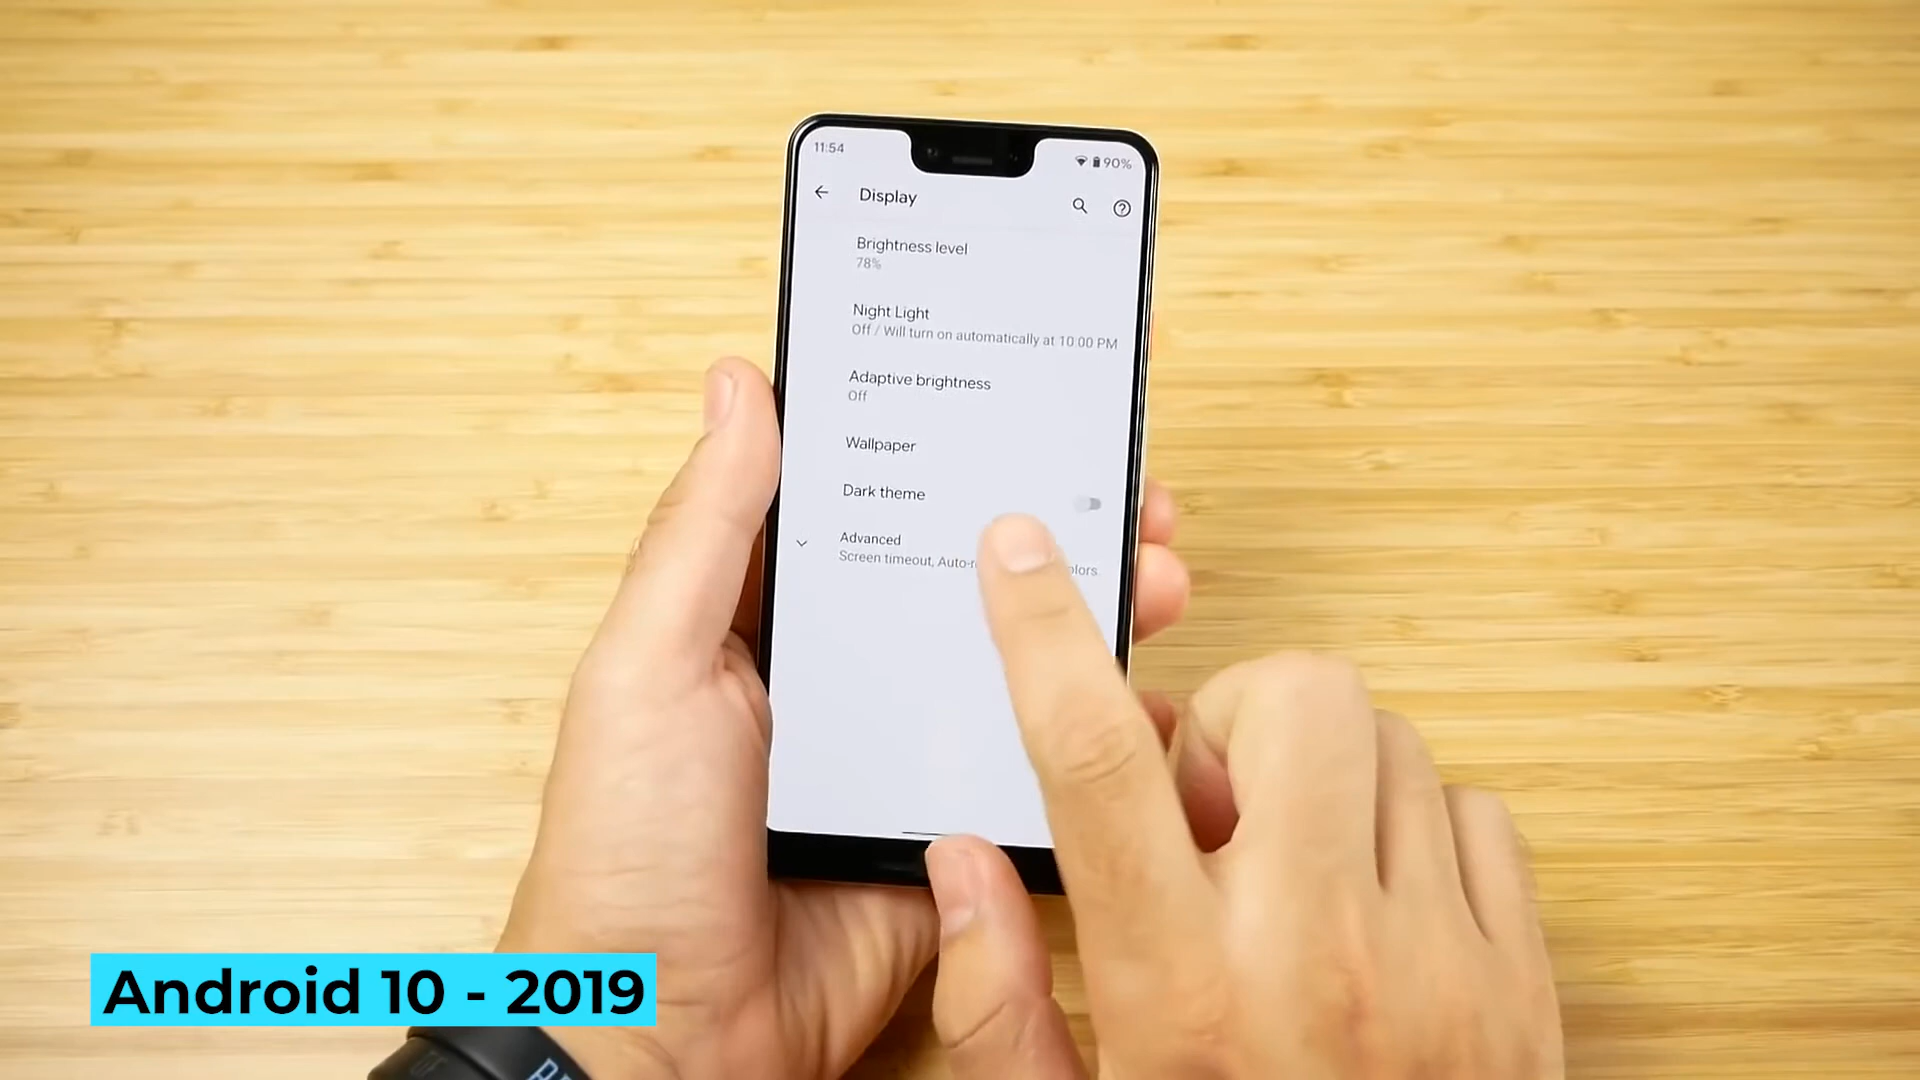 11:54
90%
Display
Brightness level
78%
Night Light
Off / Will turn on automatically at 10:00 PM
Adaptive brightness
Off
Wallpaper
Dark theme
Advanced
Screen timeout,
Android 10 - 2019